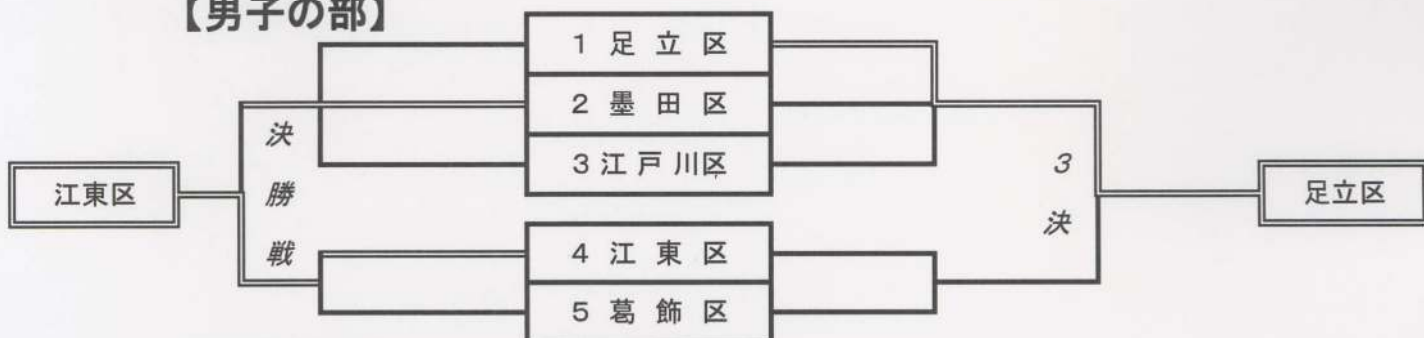 【男子の部】
1 足 立 区
2 墨 田 区
3 江 戸 川 区
4 江 東 区
5 葛 飾 区
決
勝
戦
江東区
3
決
足立区